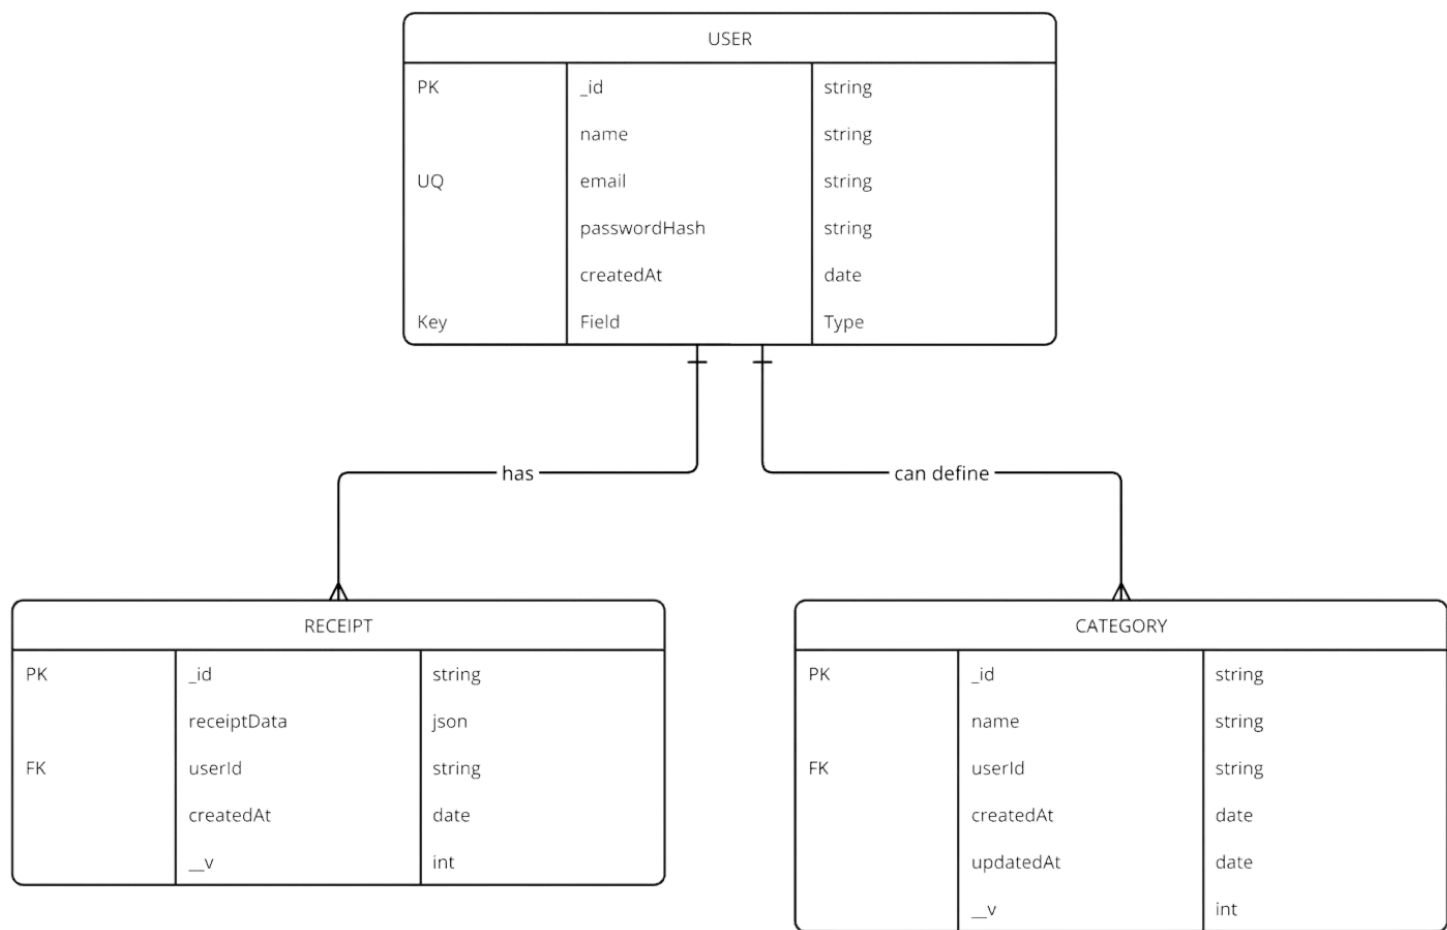 USER
PK _id string
name string
UQ email string
passwordHash string
createdAt date
Key Field Type
has
can define
RECEIPT
PK _id string
receiptData json
FK userId string
createdAt date
__v int
CATEGORY
PK _id string
name string
FK userId string
createdAt date
updatedAt date
__v int